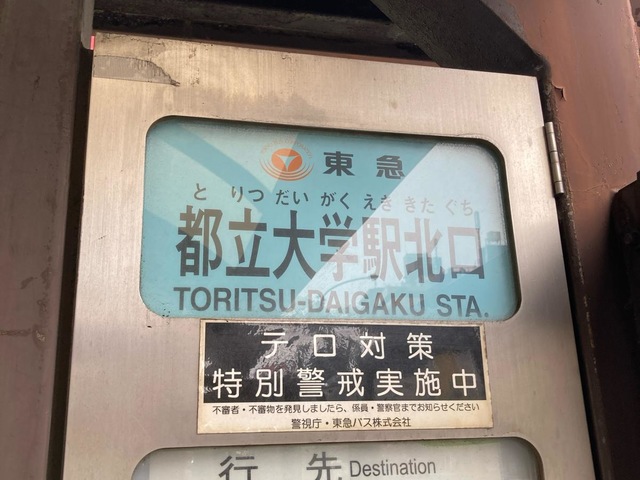 東急
とりつだいがくえききたぐち
都立大学駅北口
TORITSU-DAIGAKU STA.
テロ対策
特別警戒実施中
不審者・不審物を発見しましたら、係員・警察官までお知らせください
警視庁・東急バス株式会社
行先 Destination